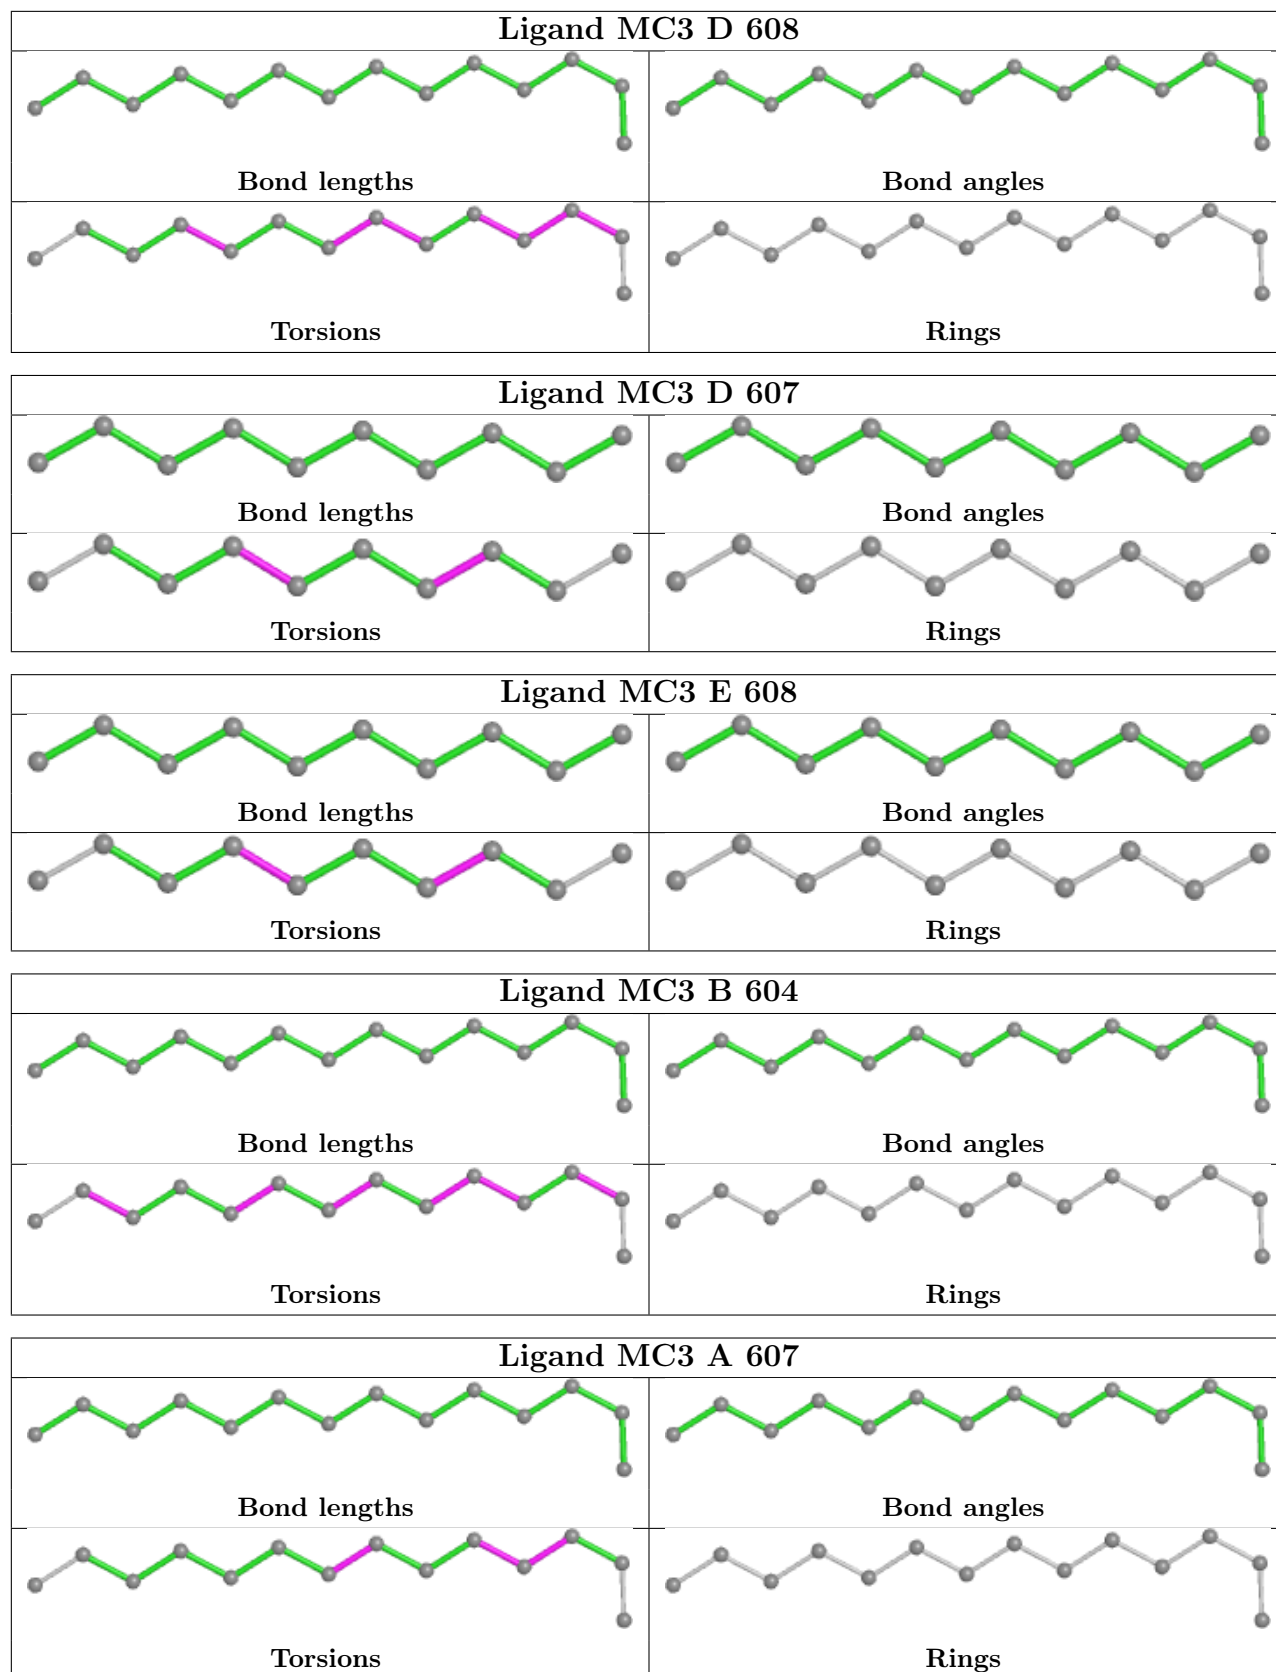 Ligand MC3 D 608
Bond lengths
Bond angles
Torsions
Rings
Ligand MC3 D 607
Bond lengths
Bond angles
Torsions
Rings
Ligand MC3 E 608
Bond lengths
Bond angles
Torsions
Rings
Ligand MC3 B 604
Bond lengths
Bond angles
Torsions
Rings
Ligand MC3 A 607
Bond lengths
Bond angles
Torsions
Rings